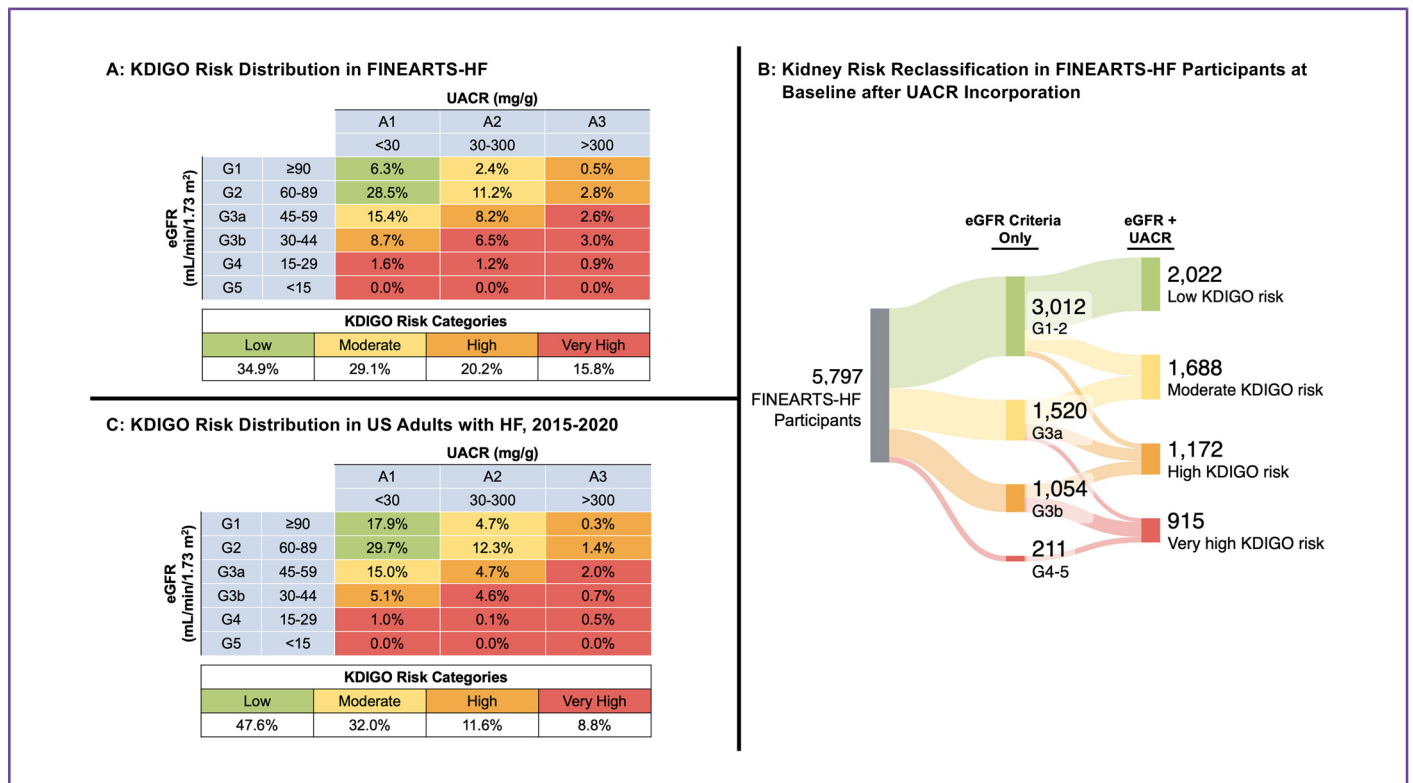 A: KDIGO Risk Distribution in FINEARTS-HF
UACR (mg/g)
A1 A2 A3
<30 30-300 >300
eGFR
(mL/min/1.73 m²)
G1 ≥90 6.3% 2.4% 0.5%
G2 60-89 28.5% 11.2% 2.8%
G3a 45-59 15.4% 8.2% 2.6%
G3b 30-44 8.7% 6.5% 3.0%
G4 15-29 1.6% 1.2% 0.9%
G5 <15 0.0% 0.0% 0.0%
KDIGO Risk Categories
Low Moderate High Very High
34.9% 29.1% 20.2% 15.8%
B: Kidney Risk Reclassification in FINEARTS-HF Participants at
Baseline after UACR Incorporation
eGFR Criteria
Only
eGFR +
UACR
5,797
FINEARTS-HF
Participants
3,012
G1-2
1,520
G3a
1,054
G3b
211
G4-5
2,022
Low KDIGO risk
1,688
Moderate KDIGO risk
1,172
High KDIGO risk
915
Very high KDIGO risk
C: KDIGO Risk Distribution in US Adults with HF, 2015-2020
UACR (mg/g)
A1 A2 A3
<30 30-300 >300
eGFR
(mL/min/1.73 m²)
G1 ≥90 17.9% 4.7% 0.3%
G2 60-89 29.7% 12.3% 1.4%
G3a 45-59 15.0% 4.7% 2.0%
G3b 30-44 5.1% 4.6% 0.7%
G4 15-29 1.0% 0.1% 0.5%
G5 <15 0.0% 0.0% 0.0%
KDIGO Risk Categories
Low Moderate High Very High
47.6% 32.0% 11.6% 8.8%